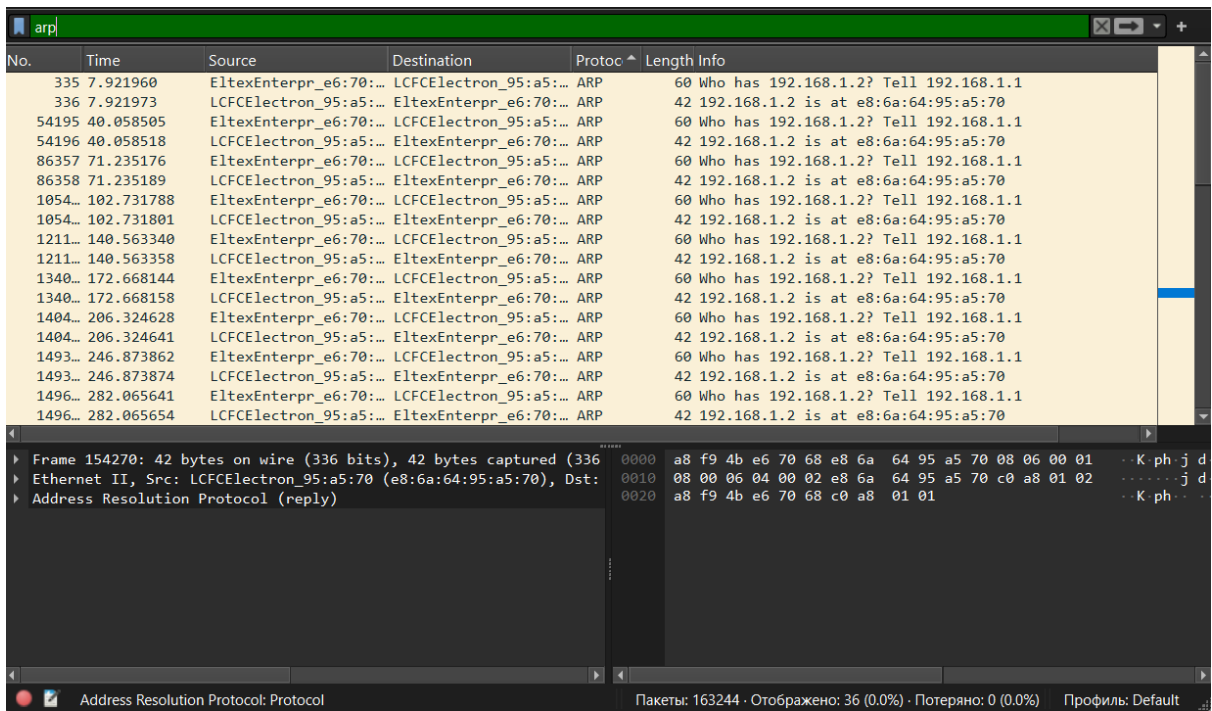 arp
No. Time Source Destination Protoc Length Info
335 7.921960 EltexEnterpr_e6:70:… LCFCElectron_95:a5:… ARP 60 Who has 192.168.1.2? Tell 192.168.1.1
336 7.921973 LCFCElectron_95:a5:… EltexEnterpr_e6:70:… ARP 42 192.168.1.2 is at e8:6a:64:95:a5:70
54195 40.058505 EltexEnterpr_e6:70:… LCFCElectron_95:a5:… ARP 60 Who has 192.168.1.2? Tell 192.168.1.1
54196 40.058518 LCFCElectron_95:a5:… EltexEnterpr_e6:70:… ARP 42 192.168.1.2 is at e8:6a:64:95:a5:70
86357 71.235176 EltexEnterpr_e6:70:… LCFCElectron_95:a5:… ARP 60 Who has 192.168.1.2? Tell 192.168.1.1
86358 71.235189 LCFCElectron_95:a5:… EltexEnterpr_e6:70:… ARP 42 192.168.1.2 is at e8:6a:64:95:a5:70
1054… 102.731788 EltexEnterpr_e6:70:… LCFCElectron_95:a5:… ARP 60 Who has 192.168.1.2? Tell 192.168.1.1
1054… 102.731801 LCFCElectron_95:a5:… EltexEnterpr_e6:70:… ARP 42 192.168.1.2 is at e8:6a:64:95:a5:70
1211… 140.563340 EltexEnterpr_e6:70:… LCFCElectron_95:a5:… ARP 60 Who has 192.168.1.2? Tell 192.168.1.1
1211… 140.563358 LCFCElectron_95:a5:… EltexEnterpr_e6:70:… ARP 42 192.168.1.2 is at e8:6a:64:95:a5:70
1340… 172.668144 EltexEnterpr_e6:70:… LCFCElectron_95:a5:… ARP 60 Who has 192.168.1.2? Tell 192.168.1.1
1340… 172.668158 LCFCElectron_95:a5:… EltexEnterpr_e6:70:… ARP 42 192.168.1.2 is at e8:6a:64:95:a5:70
1404… 206.324628 EltexEnterpr_e6:70:… LCFCElectron_95:a5:… ARP 60 Who has 192.168.1.2? Tell 192.168.1.1
1404… 206.324641 LCFCElectron_95:a5:… EltexEnterpr_e6:70:… ARP 42 192.168.1.2 is at e8:6a:64:95:a5:70
1493… 246.873862 EltexEnterpr_e6:70:… LCFCElectron_95:a5:… ARP 60 Who has 192.168.1.2? Tell 192.168.1.1
1493… 246.873874 LCFCElectron_95:a5:… EltexEnterpr_e6:70:… ARP 42 192.168.1.2 is at e8:6a:64:95:a5:70
1496… 282.065641 EltexEnterpr_e6:70:… LCFCElectron_95:a5:… ARP 60 Who has 192.168.1.2? Tell 192.168.1.1
1496… 282.065654 LCFCElectron_95:a5:… EltexEnterpr_e6:70:… ARP 42 192.168.1.2 is at e8:6a:64:95:a5:70
Frame 154270: 42 bytes on wire (336 bits), 42 bytes captured (336
Ethernet II, Src: LCFCElectron_95:a5:70 (e8:6a:64:95:a5:70), Dst:
Address Resolution Protocol (reply)
0000 a8 f9 4b e6 70 68 e8 6a 64 95 a5 70 08 06 00 01 ··K·ph·j d·
0010 08 00 06 04 00 02 e8 6a 64 95 a5 70 c0 a8 01 02 ·······j d·
0020 a8 f9 4b e6 70 68 c0 a8 01 01 ··K·ph·· ··
Address Resolution Protocol: Protocol
Пакеты: 163244 · Отображено: 36 (0.0%) · Потеряно: 0 (0.0%)
Профиль: Default